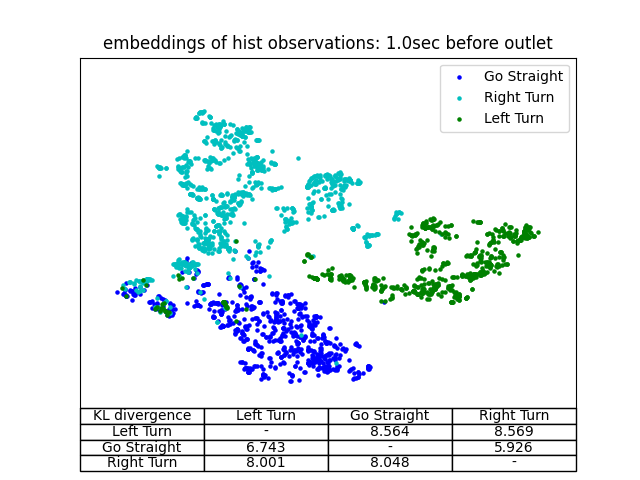 embeddings of hist observations: 1.0sec before outlet
Go Straight
Right Turn
Left Turn
KL divergence Left Turn Go Straight Right Turn
Left Turn - 8.564 8.569
Go Straight 6.743 - 5.926
Right Turn 8.001 8.048 -